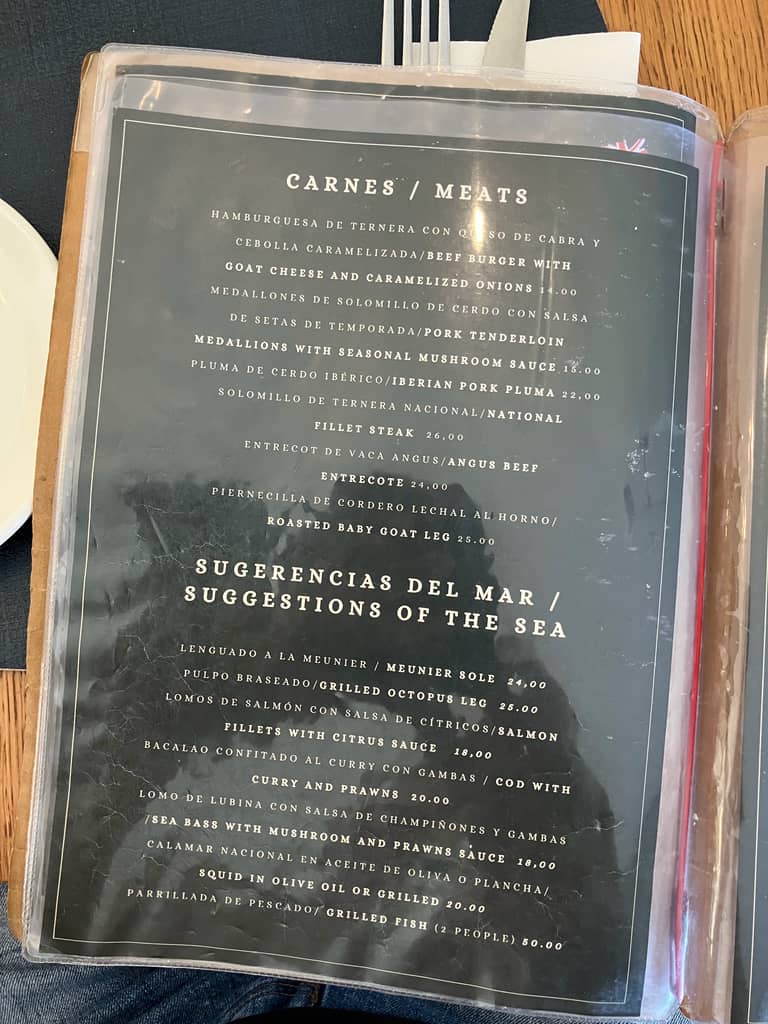 CARNES / MEATS
HAMBURGUESA DE TERNERA CON QUESO DE CABRA Y
CEBOLLA CARAMELIZADA/BEEF BURGER WITH
GOAT CHEESE AND CARAMELIZED ONIONS 14.00
MEDALLONES DE SOLOMILLO DE CERDO CON SALSA
DE SETAS DE TEMPORADA/PORK TENDERLOIN
MEDALLIONS WITH SEASONAL MUSHROOM SAUCE 15.00
PLUMA DE CERDO IBÉRICO/IBERIAN PORK PLUMA 22,00
SOLOMILLO DE TERNERA NACIONAL/NATIONAL
FILLET STEAK 26,00
ENTRECOT DE VACA ANGUS/ANGUS BEEF
ENTRECOTE 24,00
PIERNECILLA DE CORDERO LECHAL AL HORNO/
ROASTED BABY GOAT LEG 25.00
SUGERENCIAS DEL MAR /
SUGGESTIONS OF THE SEA
LENGUADO A LA MEUNIER / MEUNIER SOLE 24,00
PULPO BRASEADO/GRILLED OCTOPUS LEG 25.00
LOMOS DE SALMÓN CON SALSA DE CÍTRICOS/SALMON
FILLETS WITH CITRUS SAUCE 18,00
BACALAO CONFITADO AL CURRY CON GAMBAS / COD WITH
CURRY AND PRAWNS 20.00
LOMO DE LUBINA CON SALSA DE CHAMPIÑONES Y GAMBAS
/SEA BASS WITH MUSHROOM AND PRAWNS SAUCE 18,00
CALAMAR NACIONAL EN ACEITE DE OLIVA O PLANCHA/
SQUID IN OLIVE OIL OR GRILLED 20.00
PARRILLADA DE PESCADO/ GRILLED FISH (2 PEOPLE) 50.00